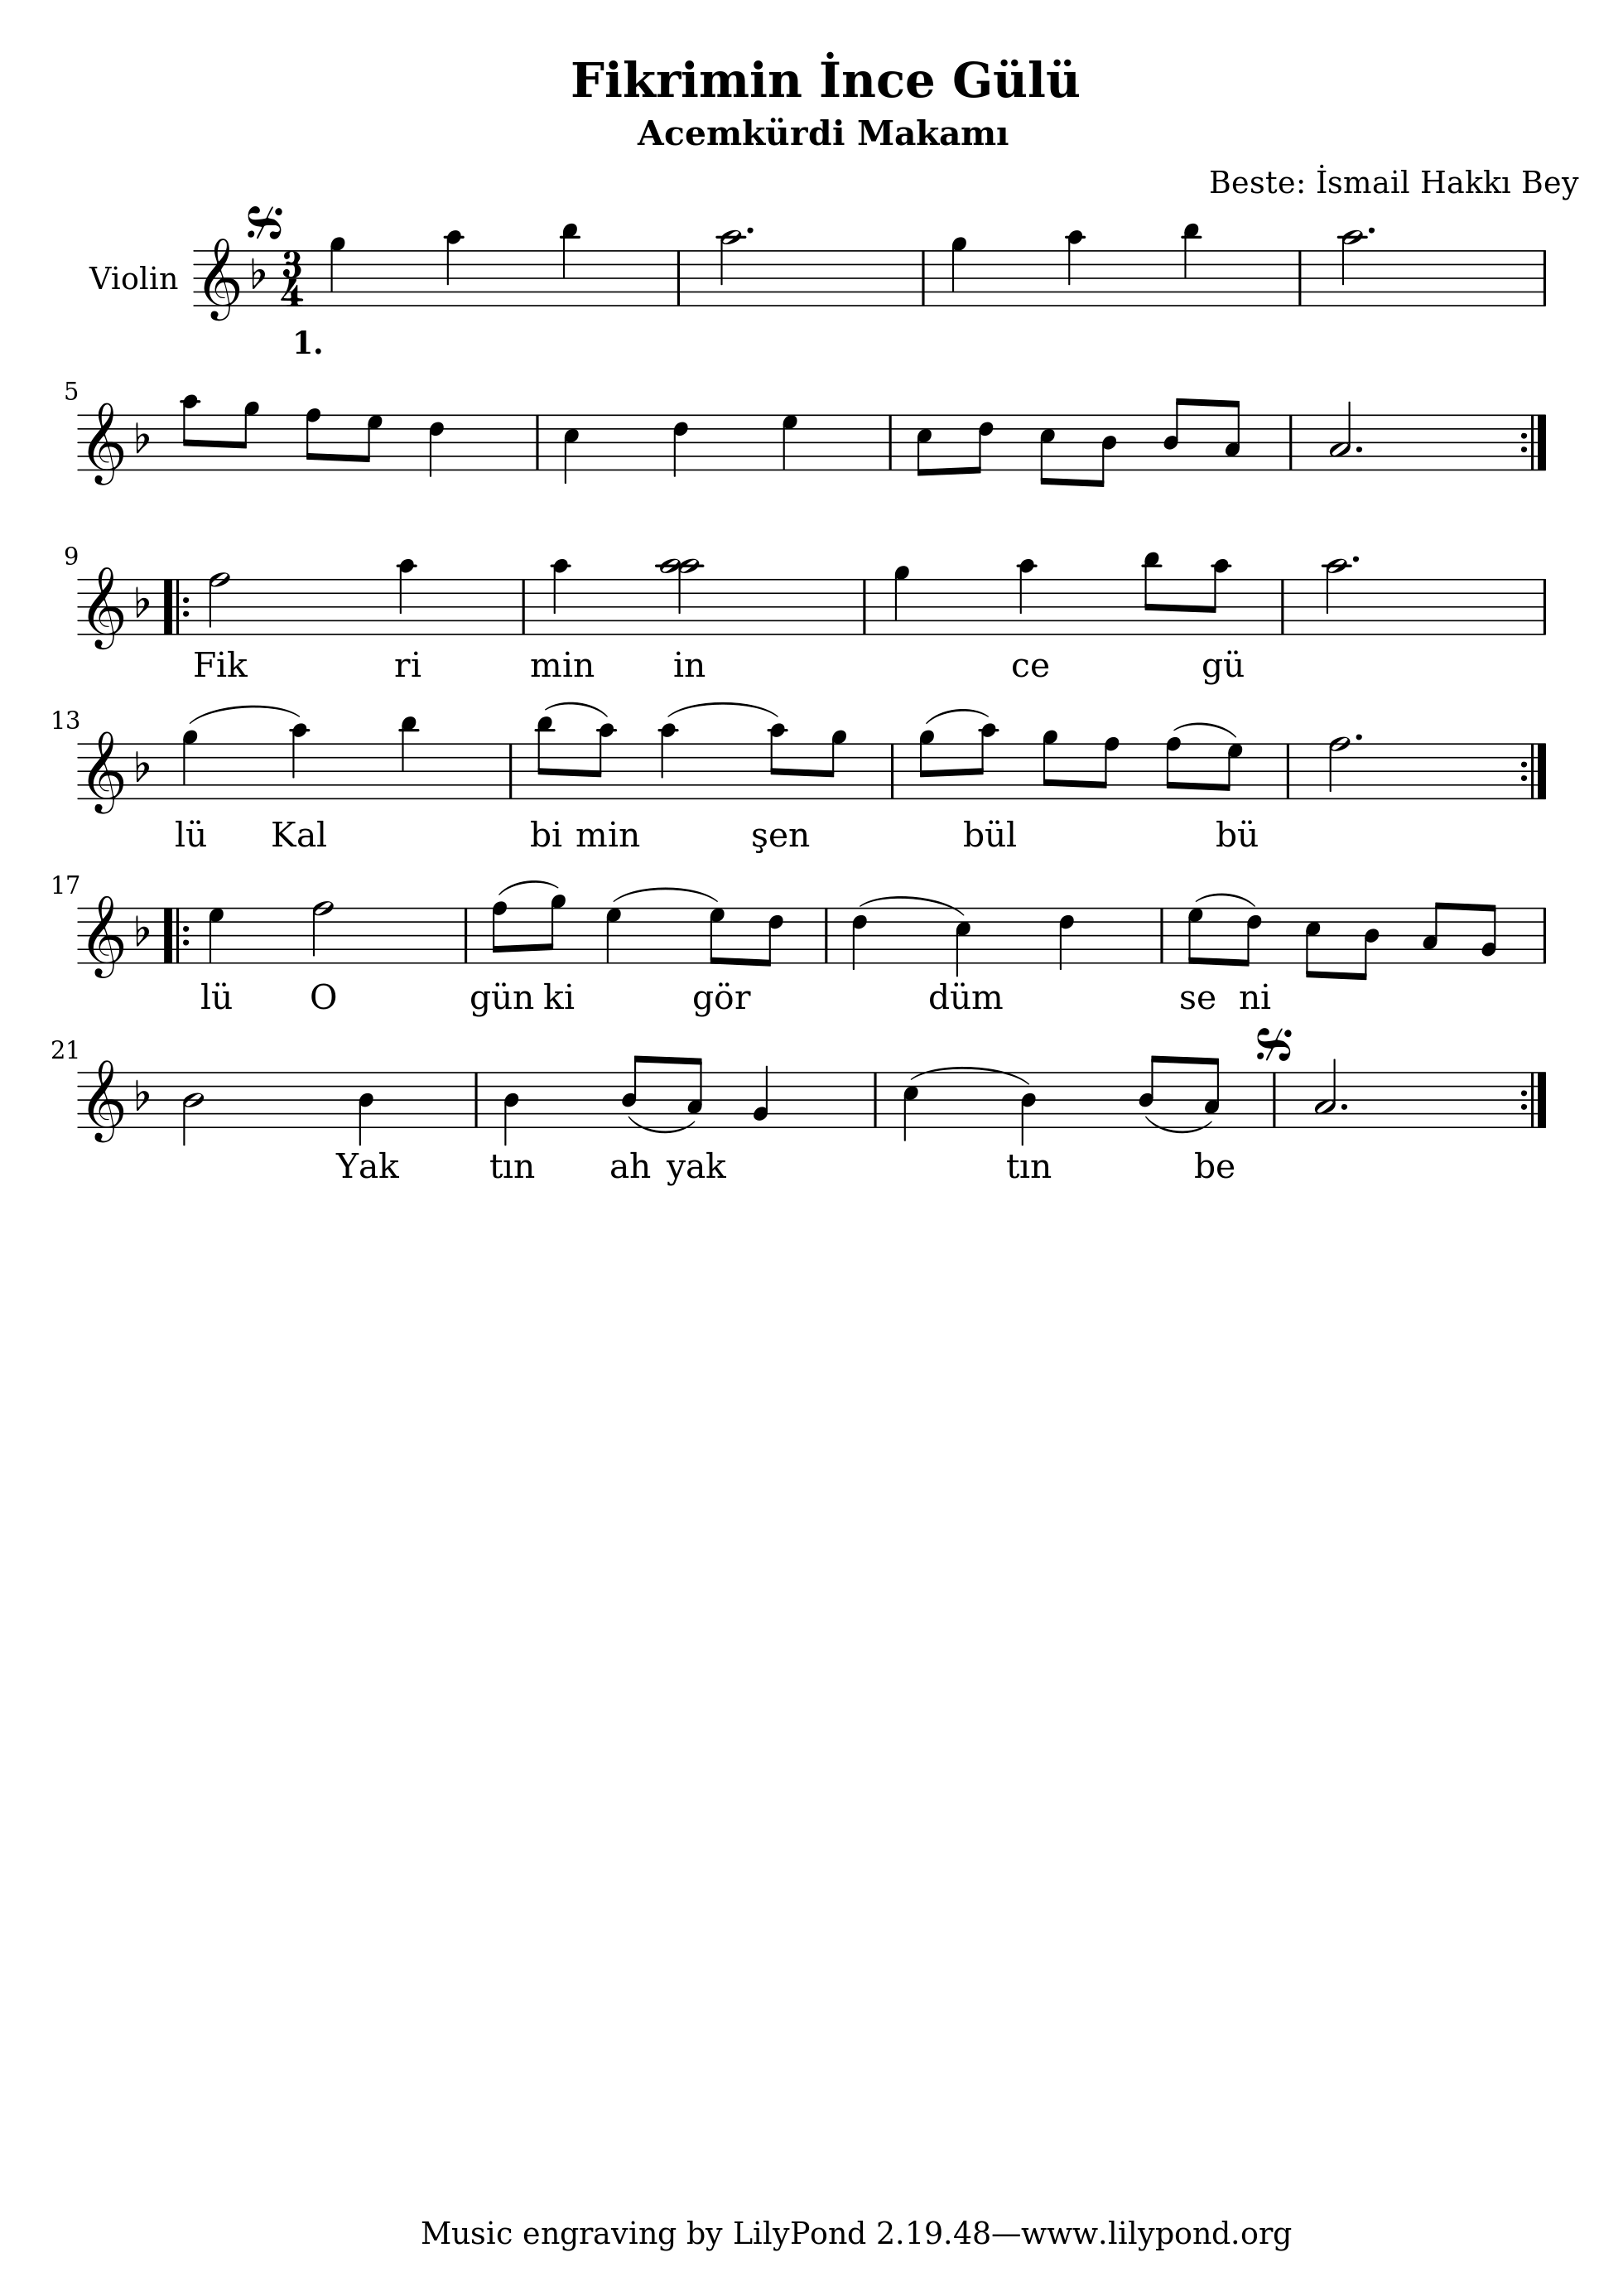 Fikrimin İnce Gülü
Acemkürdi Makamı
Beste: İsmail Hakkı Bey
Violin
3
4
1.
5
9
Fik ri min in ce gü
13
lü Kal bi min şen bül bü
17
lü O gün ki gör düm se ni
21
Yak tın ah yak tın be
Music engraving by LilyPond 2.19.48—www.lilypond.org